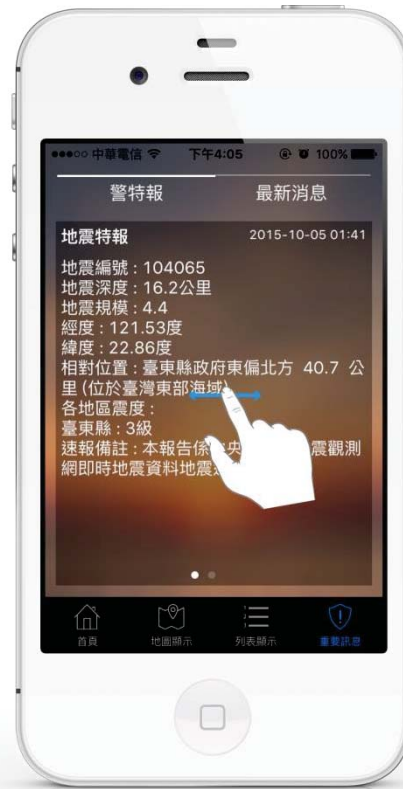 中華電信 下午4:05 100%
警特報 最新消息
地震特報 2015-10-05 01:41
地震編號：104065
地震深度：16.2公里
地震規模：4.4
經度：121.53度
緯度：22.86度
相對位置：臺東縣政府東偏北方 40.7 公
里(位於臺灣東部海域)
各地區震度：
臺東縣：3級
速報備註：本報告係 央 震觀測
網即時地震資料地震
首頁 地圖顯示 列表顯示 重要訊息